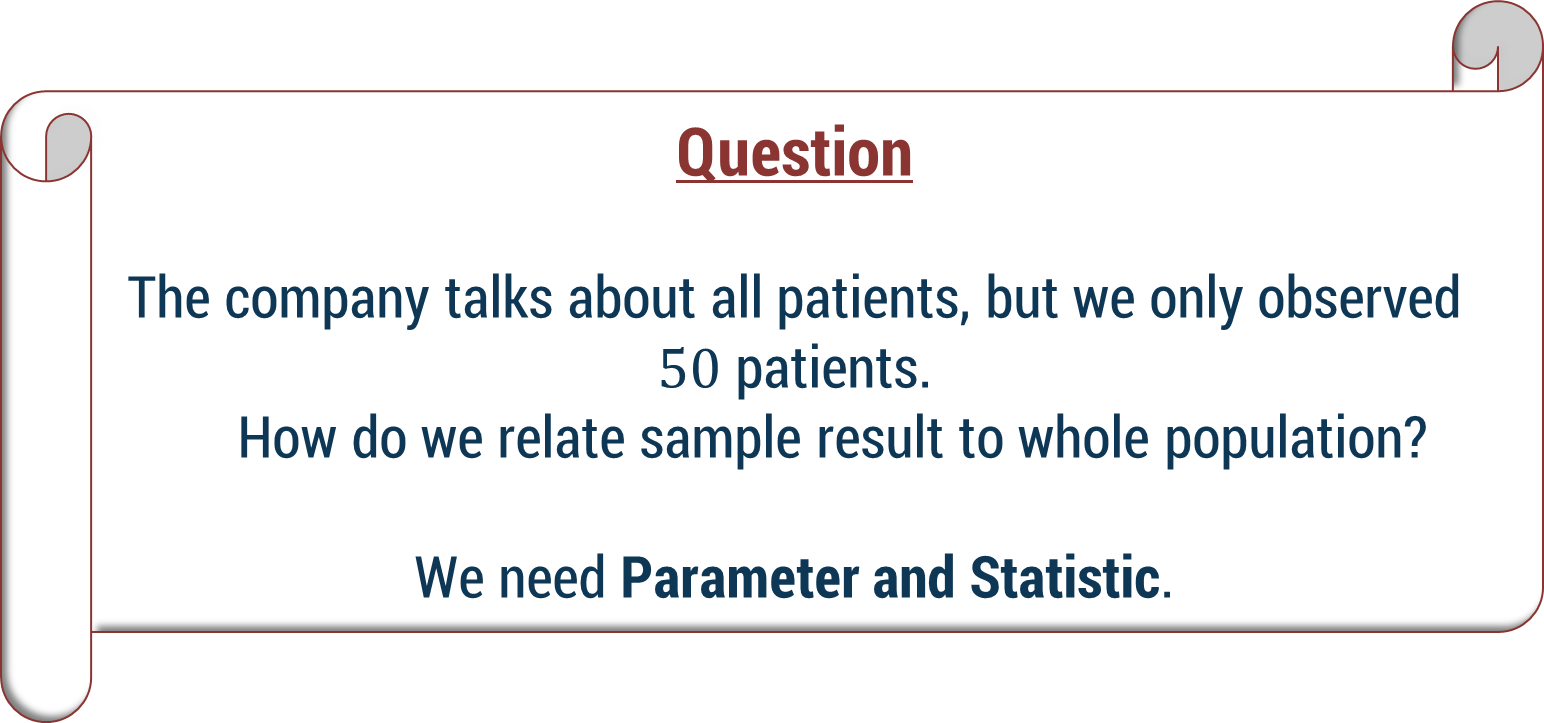 Question
The company talks about all patients, but we only observed
50 patients.
How do we relate sample result to whole population?
We need Parameter and Statistic.